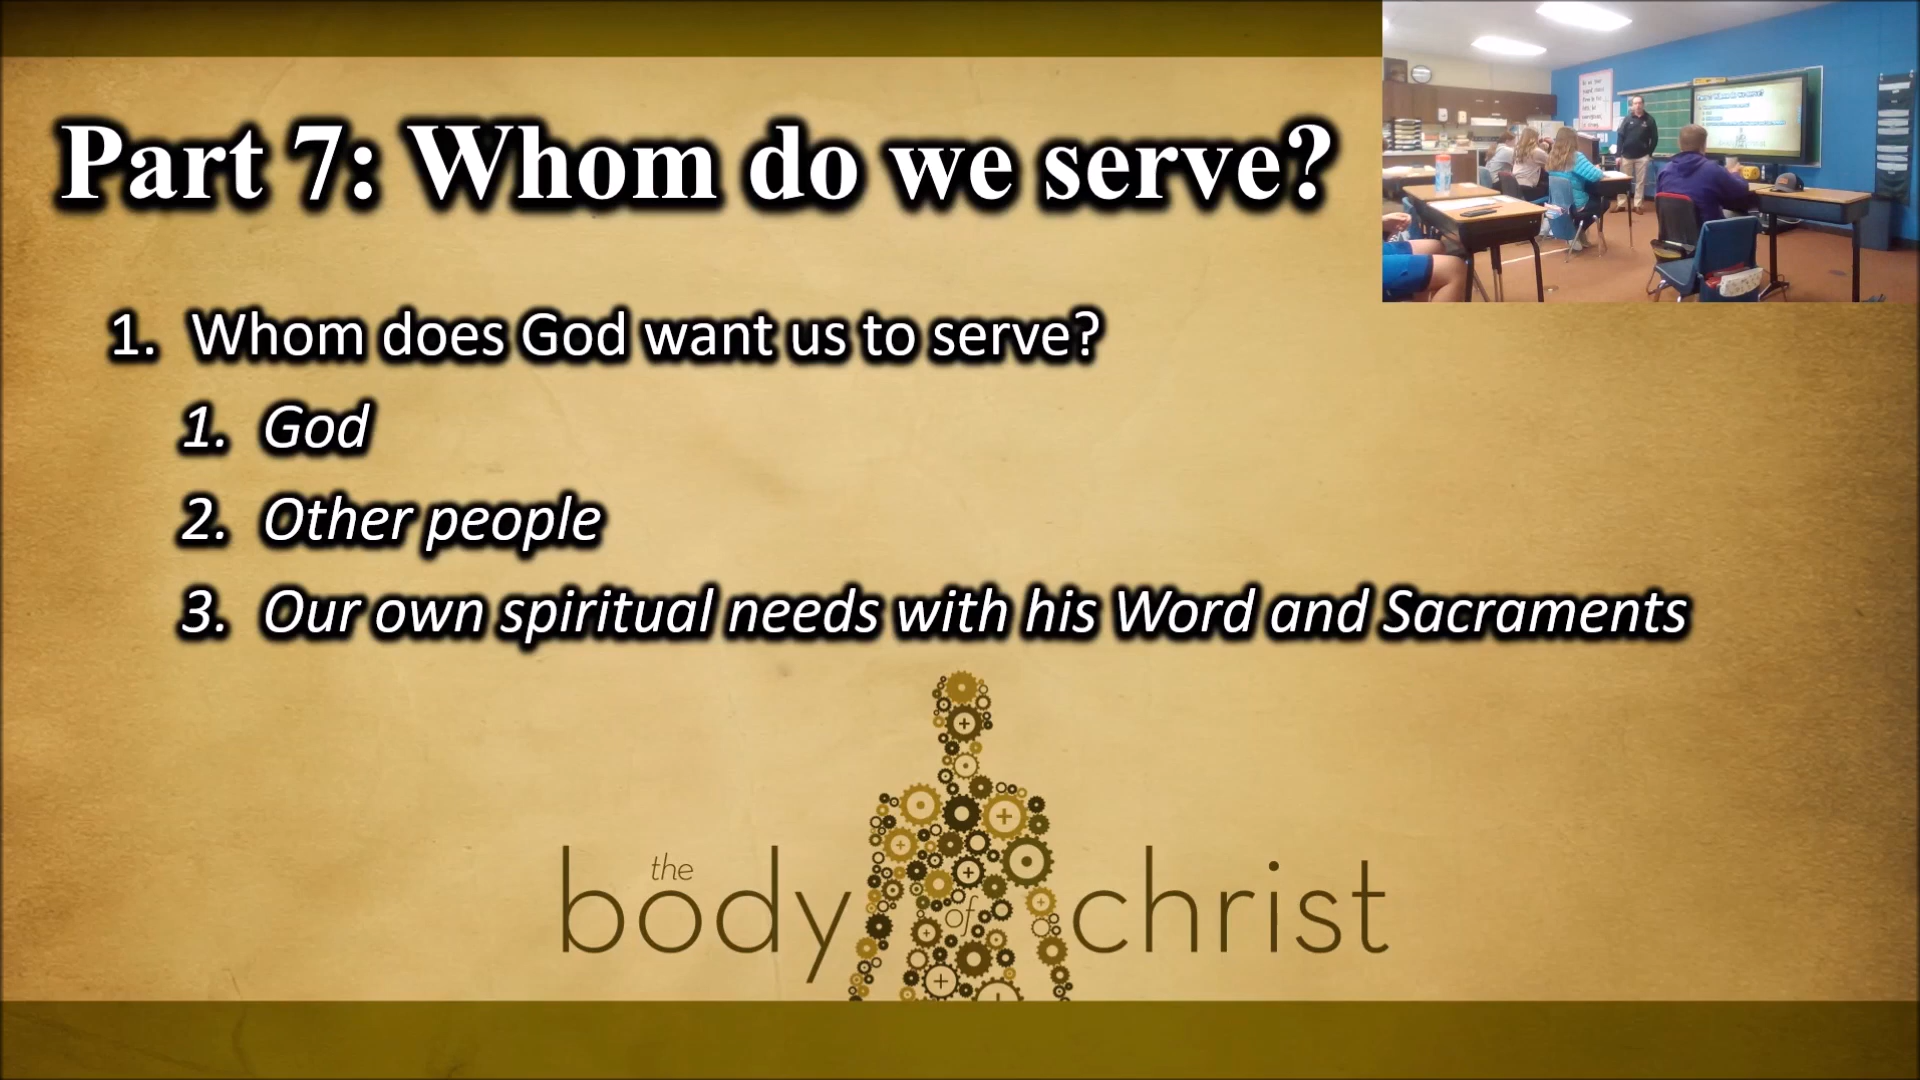 Part 7: Whom do we serve?
1. Whom does God want us to serve?
1. God
2. Other people
3. Our own spiritual needs with his Word and Sacraments
the body of christ